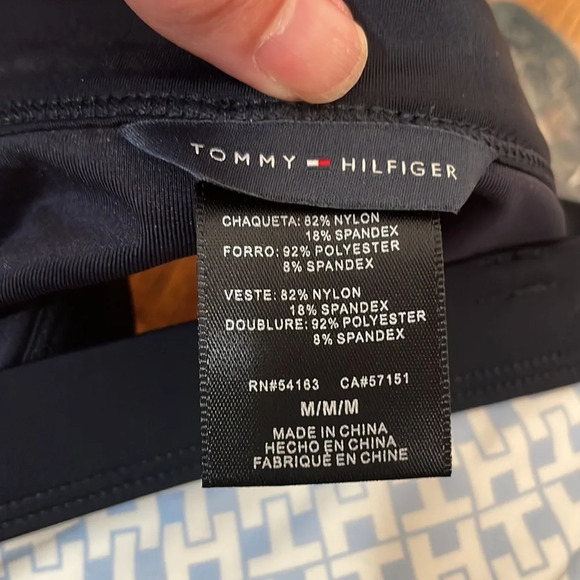 TOMMY HILFIGER
CHAQUETA: 82% NYLON
18% SPANDEX
FORRO: 92% POLYESTER
8% SPANDEX
VESTE: 82% NYLON
18% SPANDEX
DOUBLURE: 92% POLYESTER
8% SPANDEX
RN#54163 CA#57151
M/M/M
MADE IN CHINA
HECHO EN CHINA
FABRIQUÉ EN CHINE